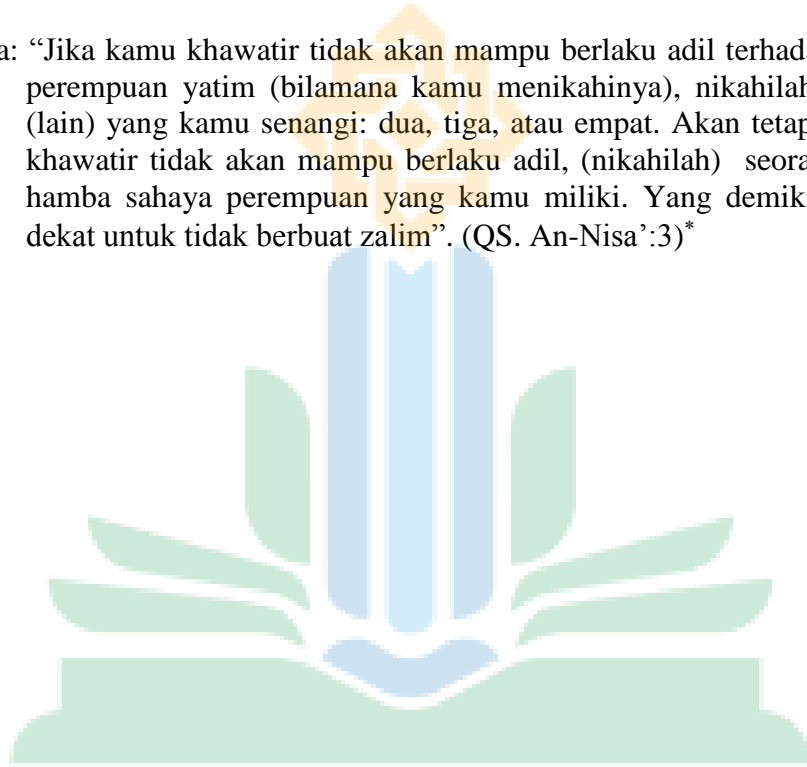 a: “Jika kamu khawatir tidak akan mampu berlaku adil terhada
perempuan yatim (bilamana kamu menikahinya), nikahilah
(lain) yang kamu senangi: dua, tiga, atau empat. Akan tetap
khawatir tidak akan mampu berlaku adil, (nikahilah) seora
hamba sahaya perempuan yang kamu miliki. Yang demiki
dekat untuk tidak berbuat zalim”. (QS. An-Nisa’:3)*